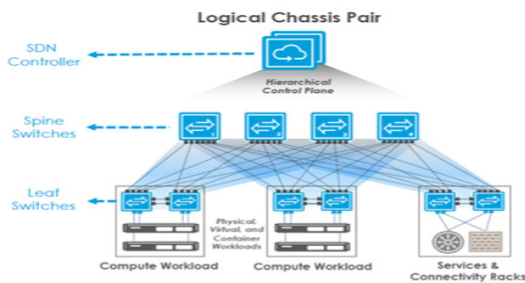 Logical Chassis Pair
SDN
Controller
Hierarchical
Control Plane
Spine
Switches
Leaf
Switches
Physical,
Virtual, and
Container
Workloads
Compute Workload
Compute Workload
Services &
Connectivity Racks